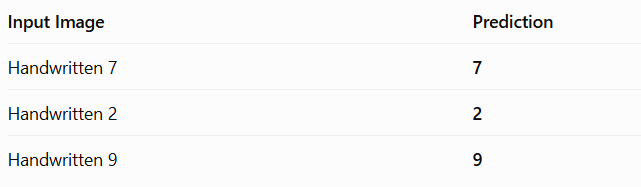 Input Image Prediction
Handwritten 7 7
Handwritten 2 2
Handwritten 9 9